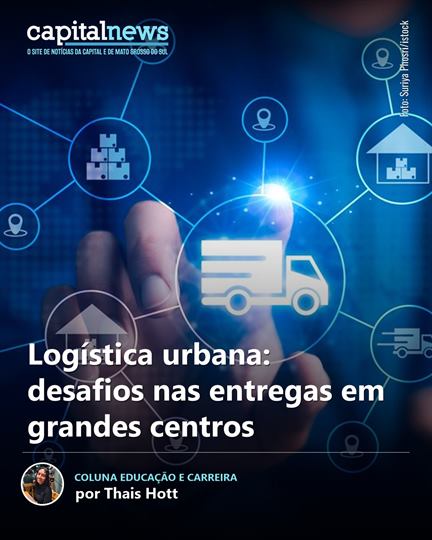 capitalnews
O SITE DE NOTÍCIAS DA CAPITAL E DE MATO GROSSO DO SUL
Foto: Suriya Phosri/istock
Logística urbana:
desafios nas entregas em
grandes centros
COLUNA EDUCAÇÃO E CARREIRA
por Thais Hott